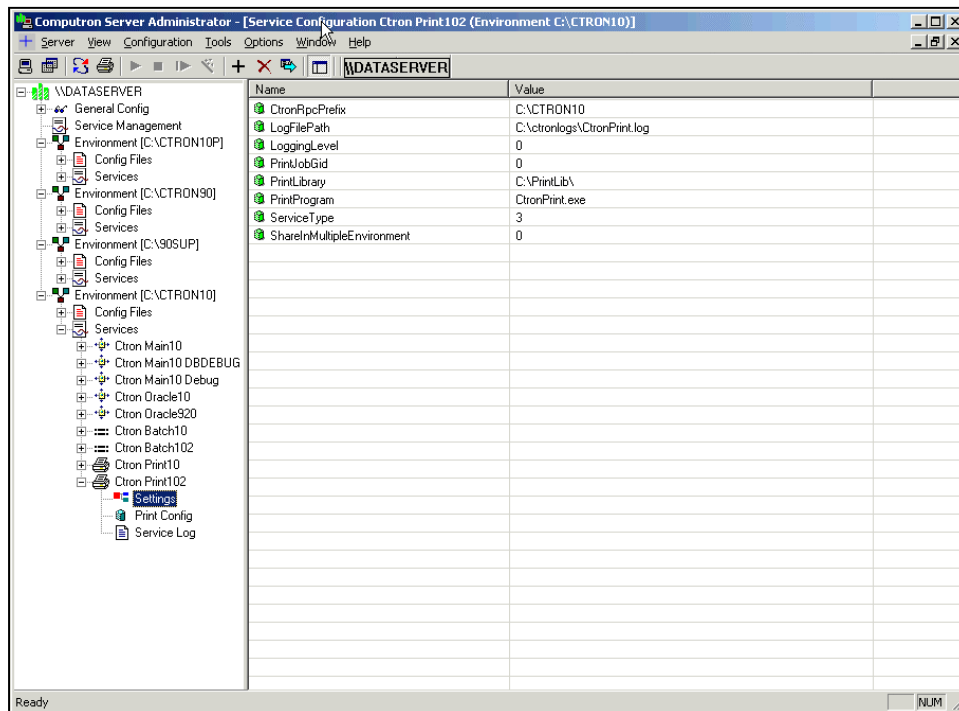 Computron Server Administrator - [Service Configuration Ctron Print102 (Environment C:\CTRON10)]
Server View Configuration Tools Options Window Help
\\DATASERVER
\\DATASERVER
General Config
Service Management
Environment [C:\CTRON10P]
Config Files
Services
Environment [C:\CTRON90]
Config Files
Services
Environment [C:\90SUP]
Config Files
Services
Environment [C:\CTRON10]
Config Files
Services
Ctron Main10
Ctron Main10 DBDEBUG
Ctron Main10 Debug
Ctron Oracle10
Ctron Oracle920
Ctron Batch10
Ctron Batch102
Ctron Print10
Ctron Print102
Settings
Print Config
Service Log
Name Value
CtronRpcPrefix C:\CTRON10
LogFilePath C:\ctronlogs\CtronPrint.log
LoggingLevel 0
PrintJobGid 0
PrintLibrary C:\PrintLib\
PrintProgram CtronPrint.exe
ServiceType 3
ShareInMultipleEnvironment 0
Ready NUM